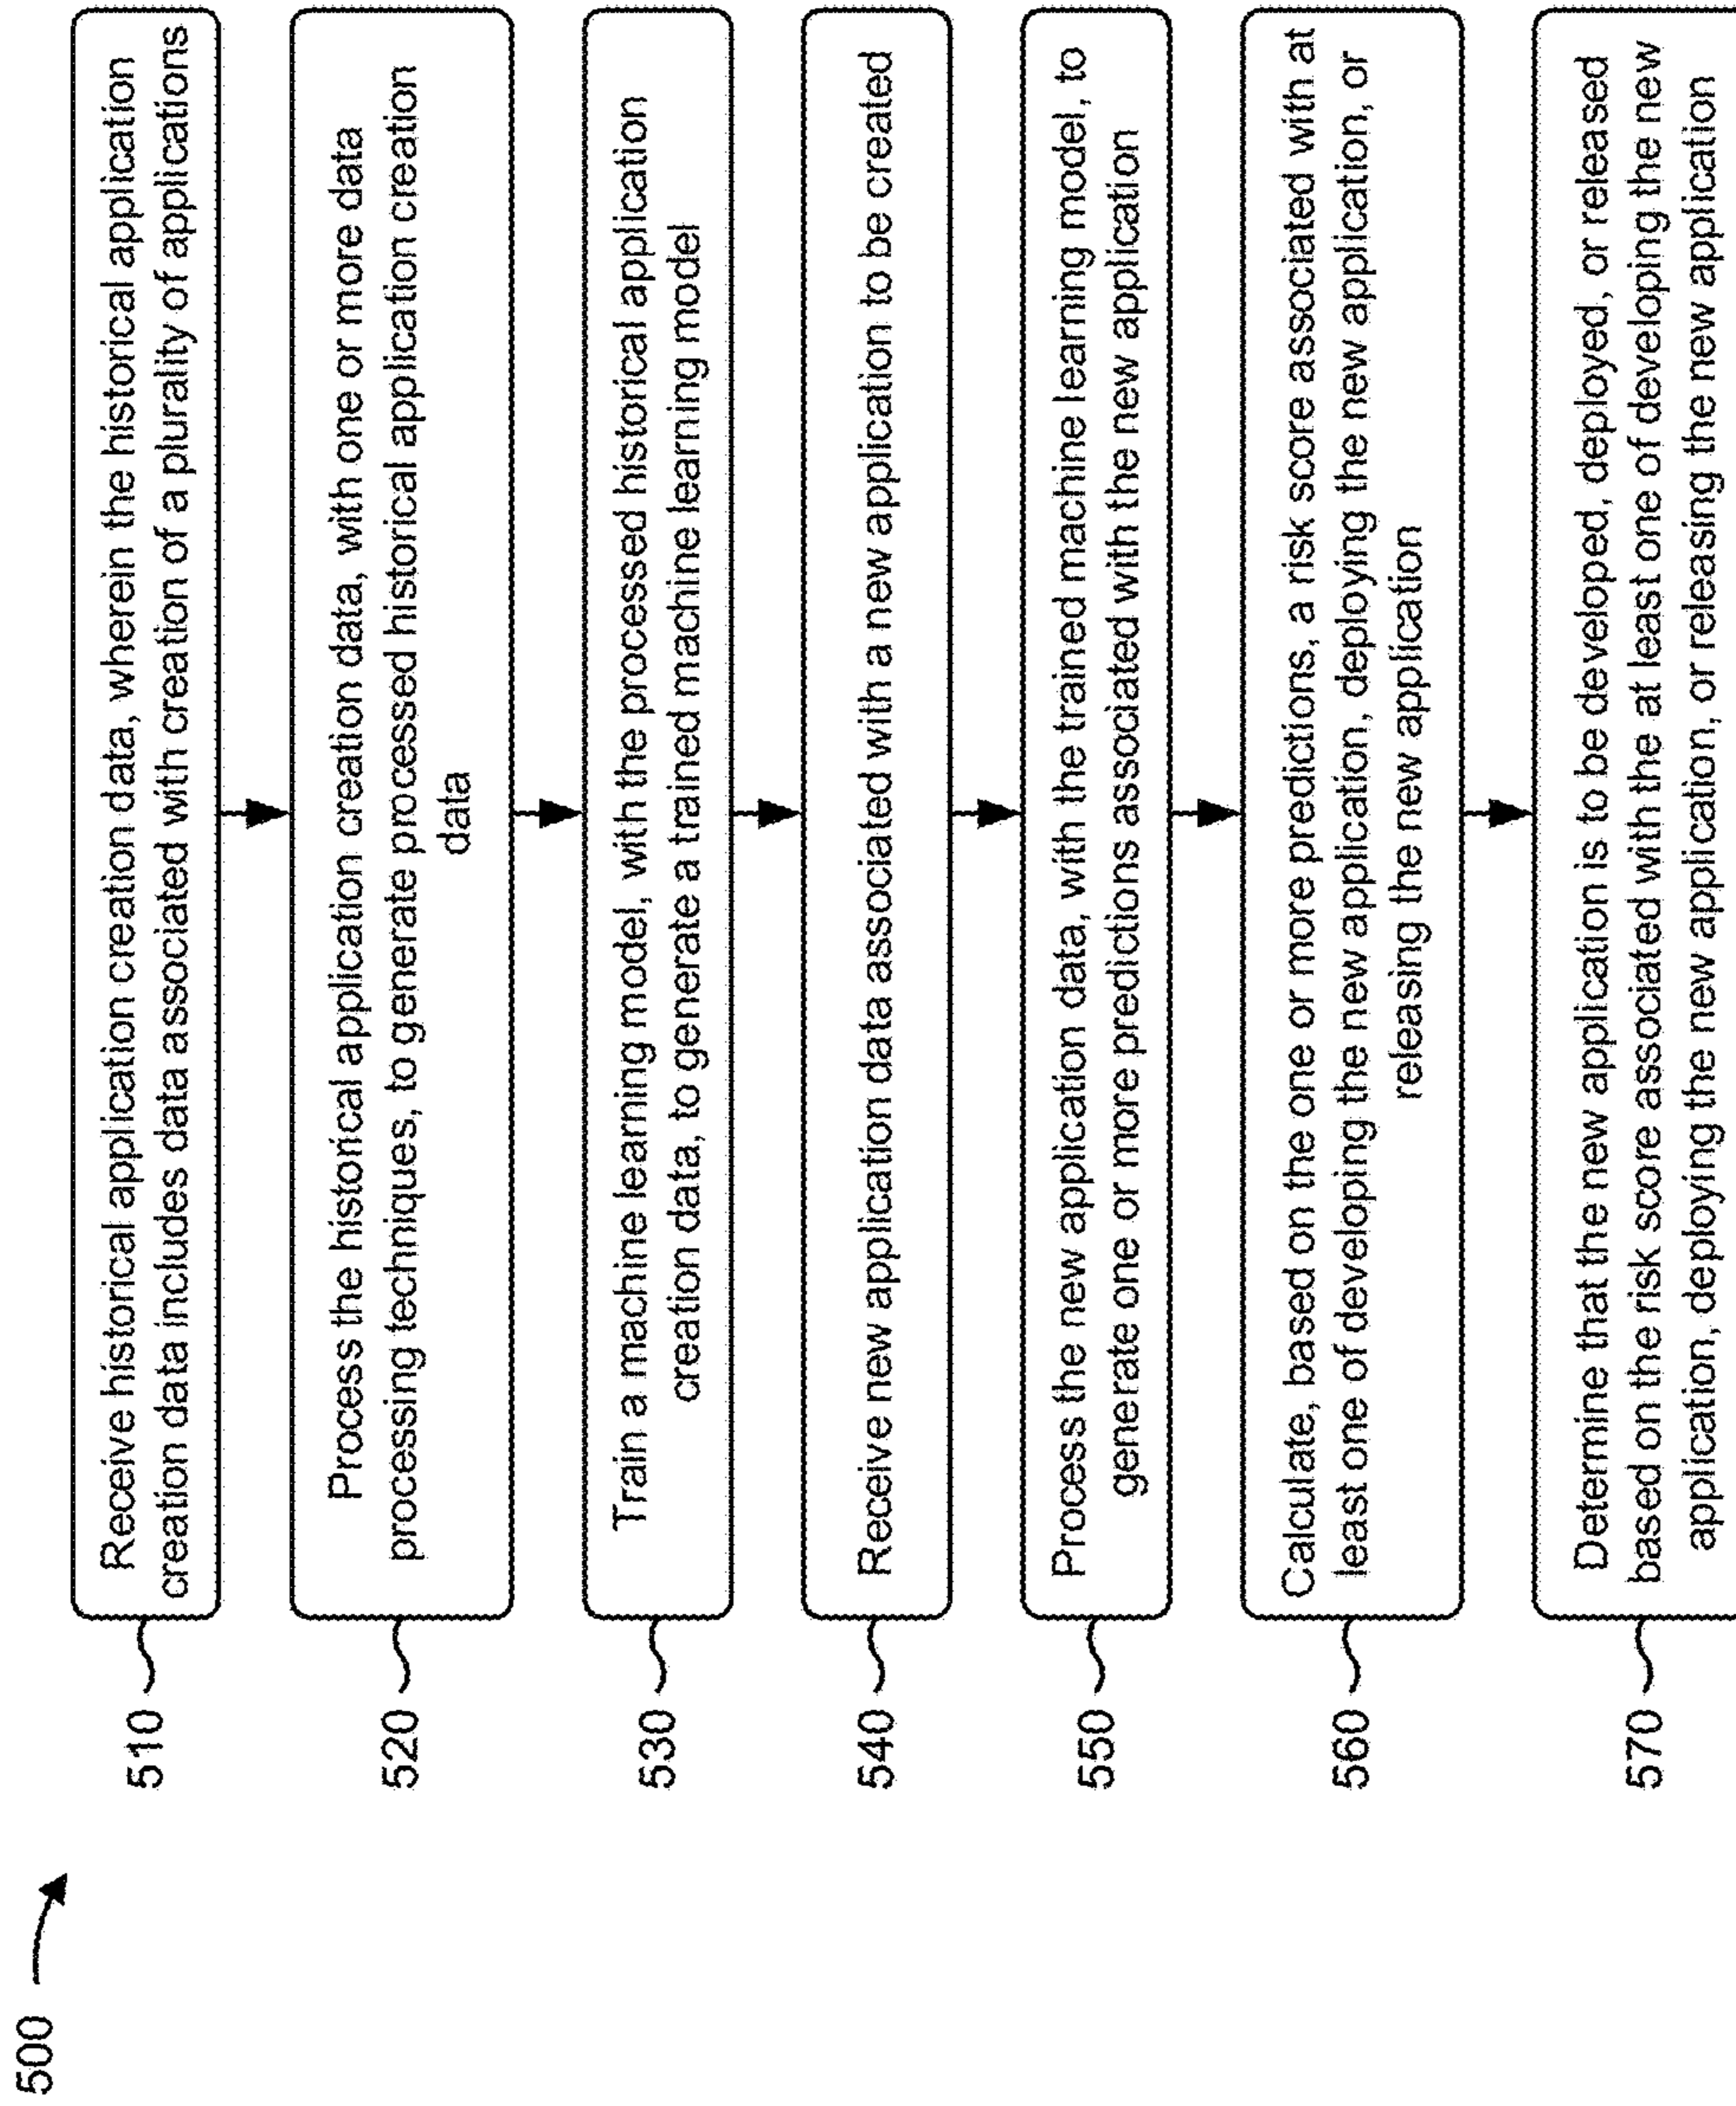 500
510
Receive historical application creation data, wherein the historical application
creation data includes data associated with creation of a plurality of applications
520
Process the historical application creation data, with one or more data
processing techniques, to generate processed historical application creation
data
530
Train a machine learning model, with the processed historical application
creation data, to generate a trained machine learning model
540
Receive new application data associated with a new application to be created
550
Process the new application data, with the trained machine learning model, to
generate one or more predictions associated with the new application
560
Calculate, based on the one or more predictions, a risk score associated with at
least one of developing the new application, deploying the new application, or
releasing the new application
570
Determine that the new application is to be developed, deployed, or released
based on the risk score associated with the at least one of developing the new
application, deploying the new application, or releasing the new application